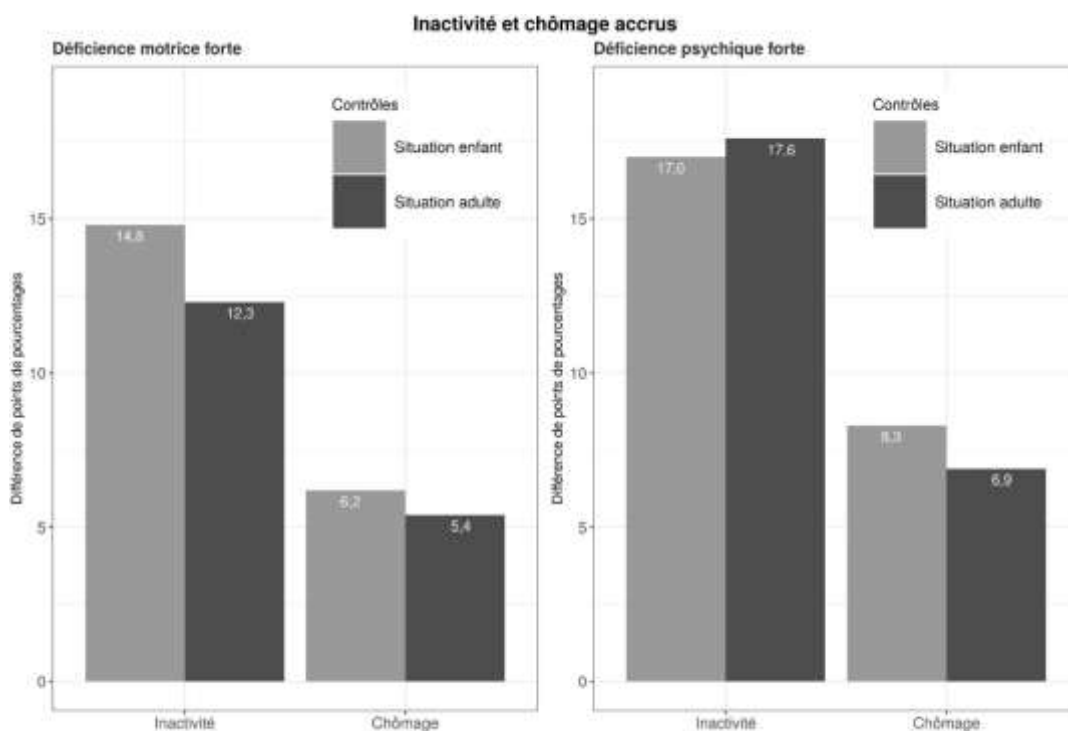 Inactivité et chômage accrus
Déficience motrice forte
Différence de points de pourcentages
15
10
5
0
Contrôles
Situation enfant
Situation adulte
14,8
12,3
6,2
5,4
Inactivité
Chômage
Déficience psychique forte
Différence de points de pourcentages
15
10
5
0
Contrôles
Situation enfant
Situation adulte
17,0
17,6
8,3
6,9
Inactivité
Chômage